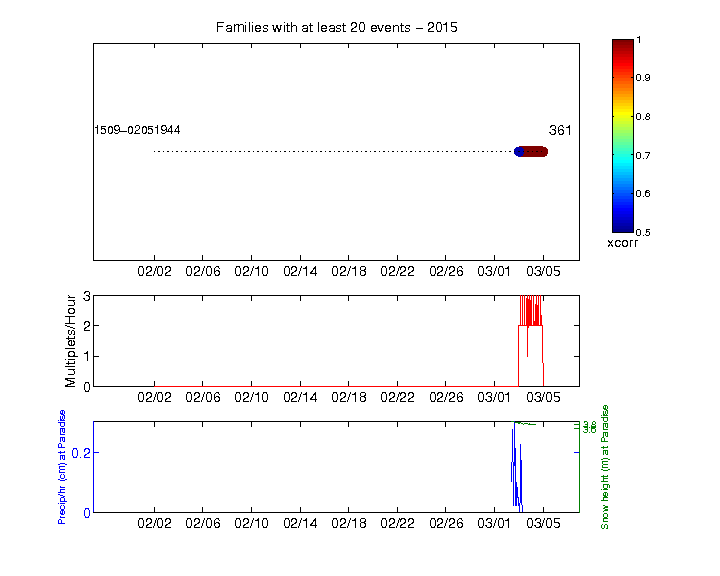 Families with at least 20 events − 2015
1509−02051944
361
1
0.9
0.8
0.7
0.6
0.5
xcorr
02/02 02/06 02/10 02/14 02/18 02/22 02/26 03/01 03/05
Multiplets/Hour
3
2
1
0
02/02 02/06 02/10 02/14 02/18 02/22 02/26 03/01 03/05
Precip/hr (cm) at Paradise
0.2
0
Snow height (m) at Paradise
02/02 02/06 02/10 02/14 02/18 02/22 02/26 03/01 03/05